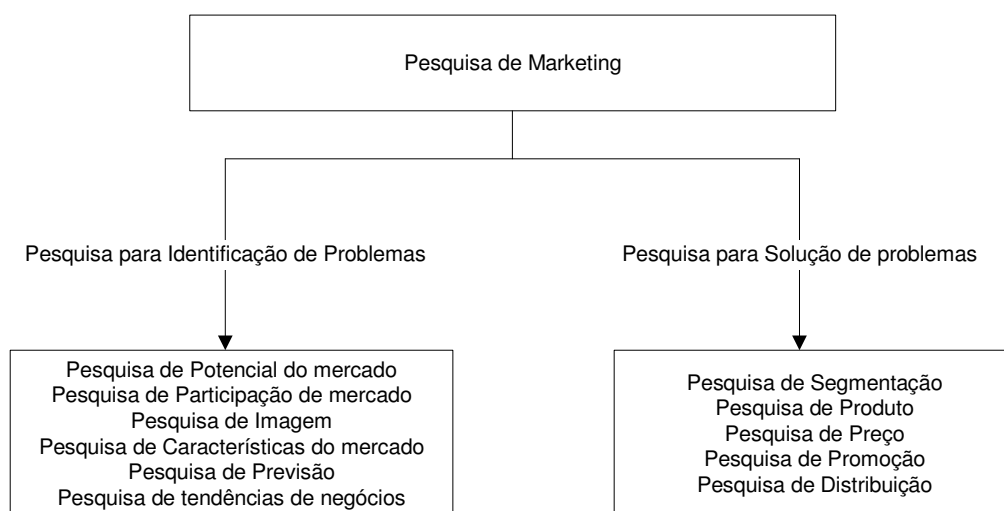 Pesquisa de Marketing
Pesquisa para Identificação de Problemas
Pesquisa para Solução de problemas
Pesquisa de Potencial do mercado
Pesquisa de Participação de mercado
Pesquisa de Imagem
Pesquisa de Características do mercado
Pesquisa de Previsão
Pesquisa de tendências de negócios
Pesquisa de Segmentação
Pesquisa de Produto
Pesquisa de Preço
Pesquisa de Promoção
Pesquisa de Distribuição